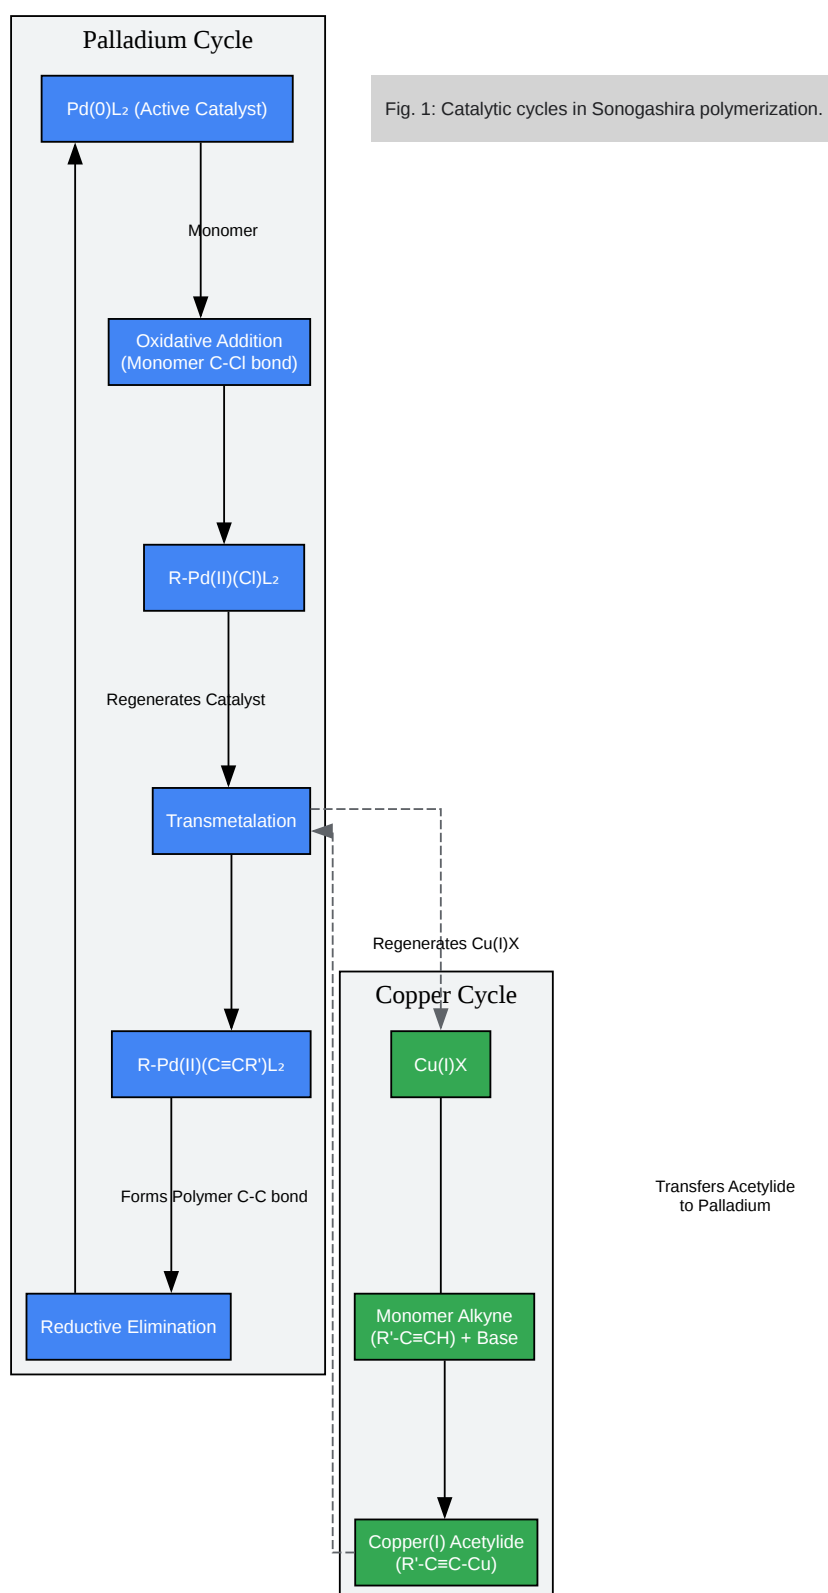 Palladium Cycle
Pd(0)L₂ (Active Catalyst)
Fig. 1: Catalytic cycles in Sonogashira polymerization.
Monomer
Oxidative Addition
(Monomer C-Cl bond)
R-Pd(II)(Cl)L₂
Regenerates Catalyst
Transmetalation
Regenerates Cu(I)X
Copper Cycle
Cu(I)X
R-Pd(II)(C≡CR')L₂
Transfers Acetylide
to Palladium
Forms Polymer C-C bond
Reductive Elimination
Monomer Alkyne
(R'-C≡CH) + Base
Copper(I) Acetylide
(R'-C≡C-Cu)